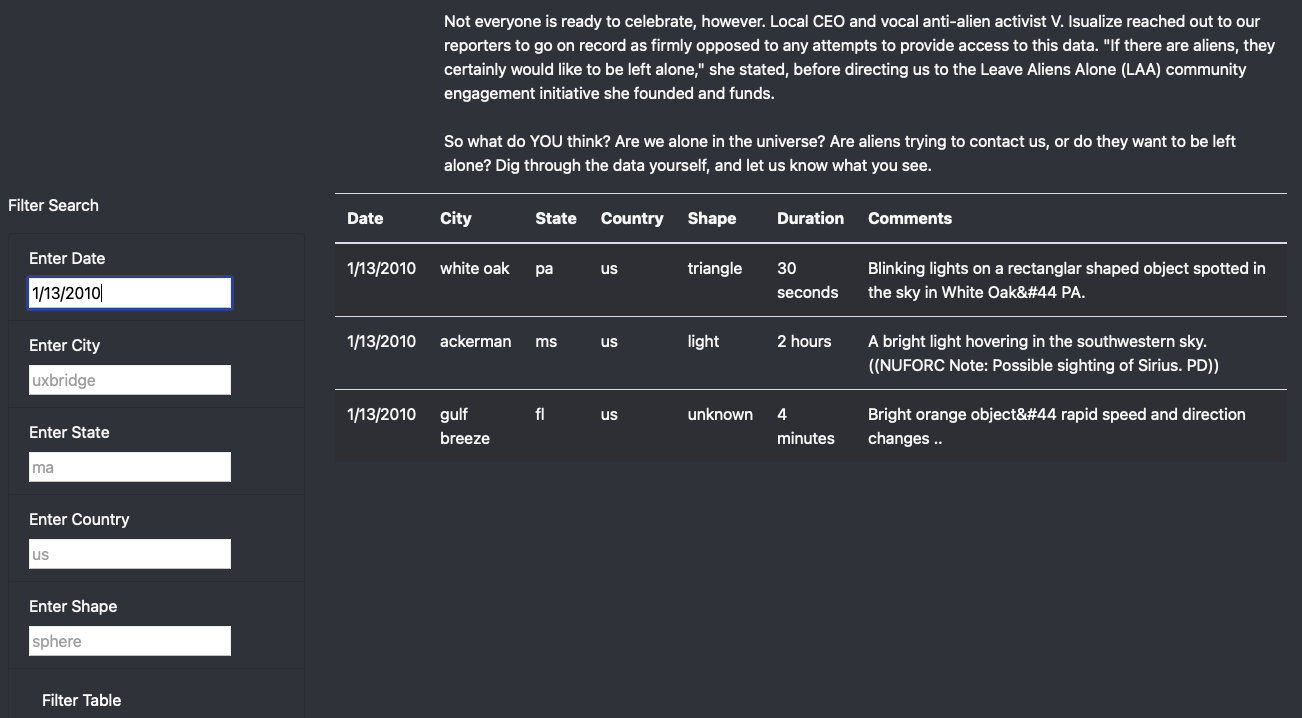 Not everyone is ready to celebrate, however. Local CEO and vocal anti-alien activist V. Isualize reached out to our
reporters to go on record as firmly opposed to any attempts to provide access to this data. "If there are aliens, they
certainly would like to be left alone," she stated, before directing us to the Leave Aliens Alone (LAA) community
engagement initiative she founded and funds.
So what do YOU think? Are we alone in the universe? Are aliens trying to contact us, or do they want to be left
alone? Dig through the data yourself, and let us know what you see.
Filter Search
Enter Date
1/13/2010
Enter City
uxbridge
Enter State
ma
Enter Country
us
Enter Shape
sphere
Filter Table
Date City State Country Shape Duration Comments
1/13/2010 white oak pa us triangle 30 Blinking lights on a rectanglar shaped object spotted in
seconds the sky in White Oak&#44 PA.
1/13/2010 ackerman ms us light 2 hours A bright light hovering in the southwestern sky.
((NUFORC Note: Possible sighting of Sirius. PD))
1/13/2010 gulf fl us unknown 4 Bright orange object&#44 rapid speed and direction
breeze minutes changes ..